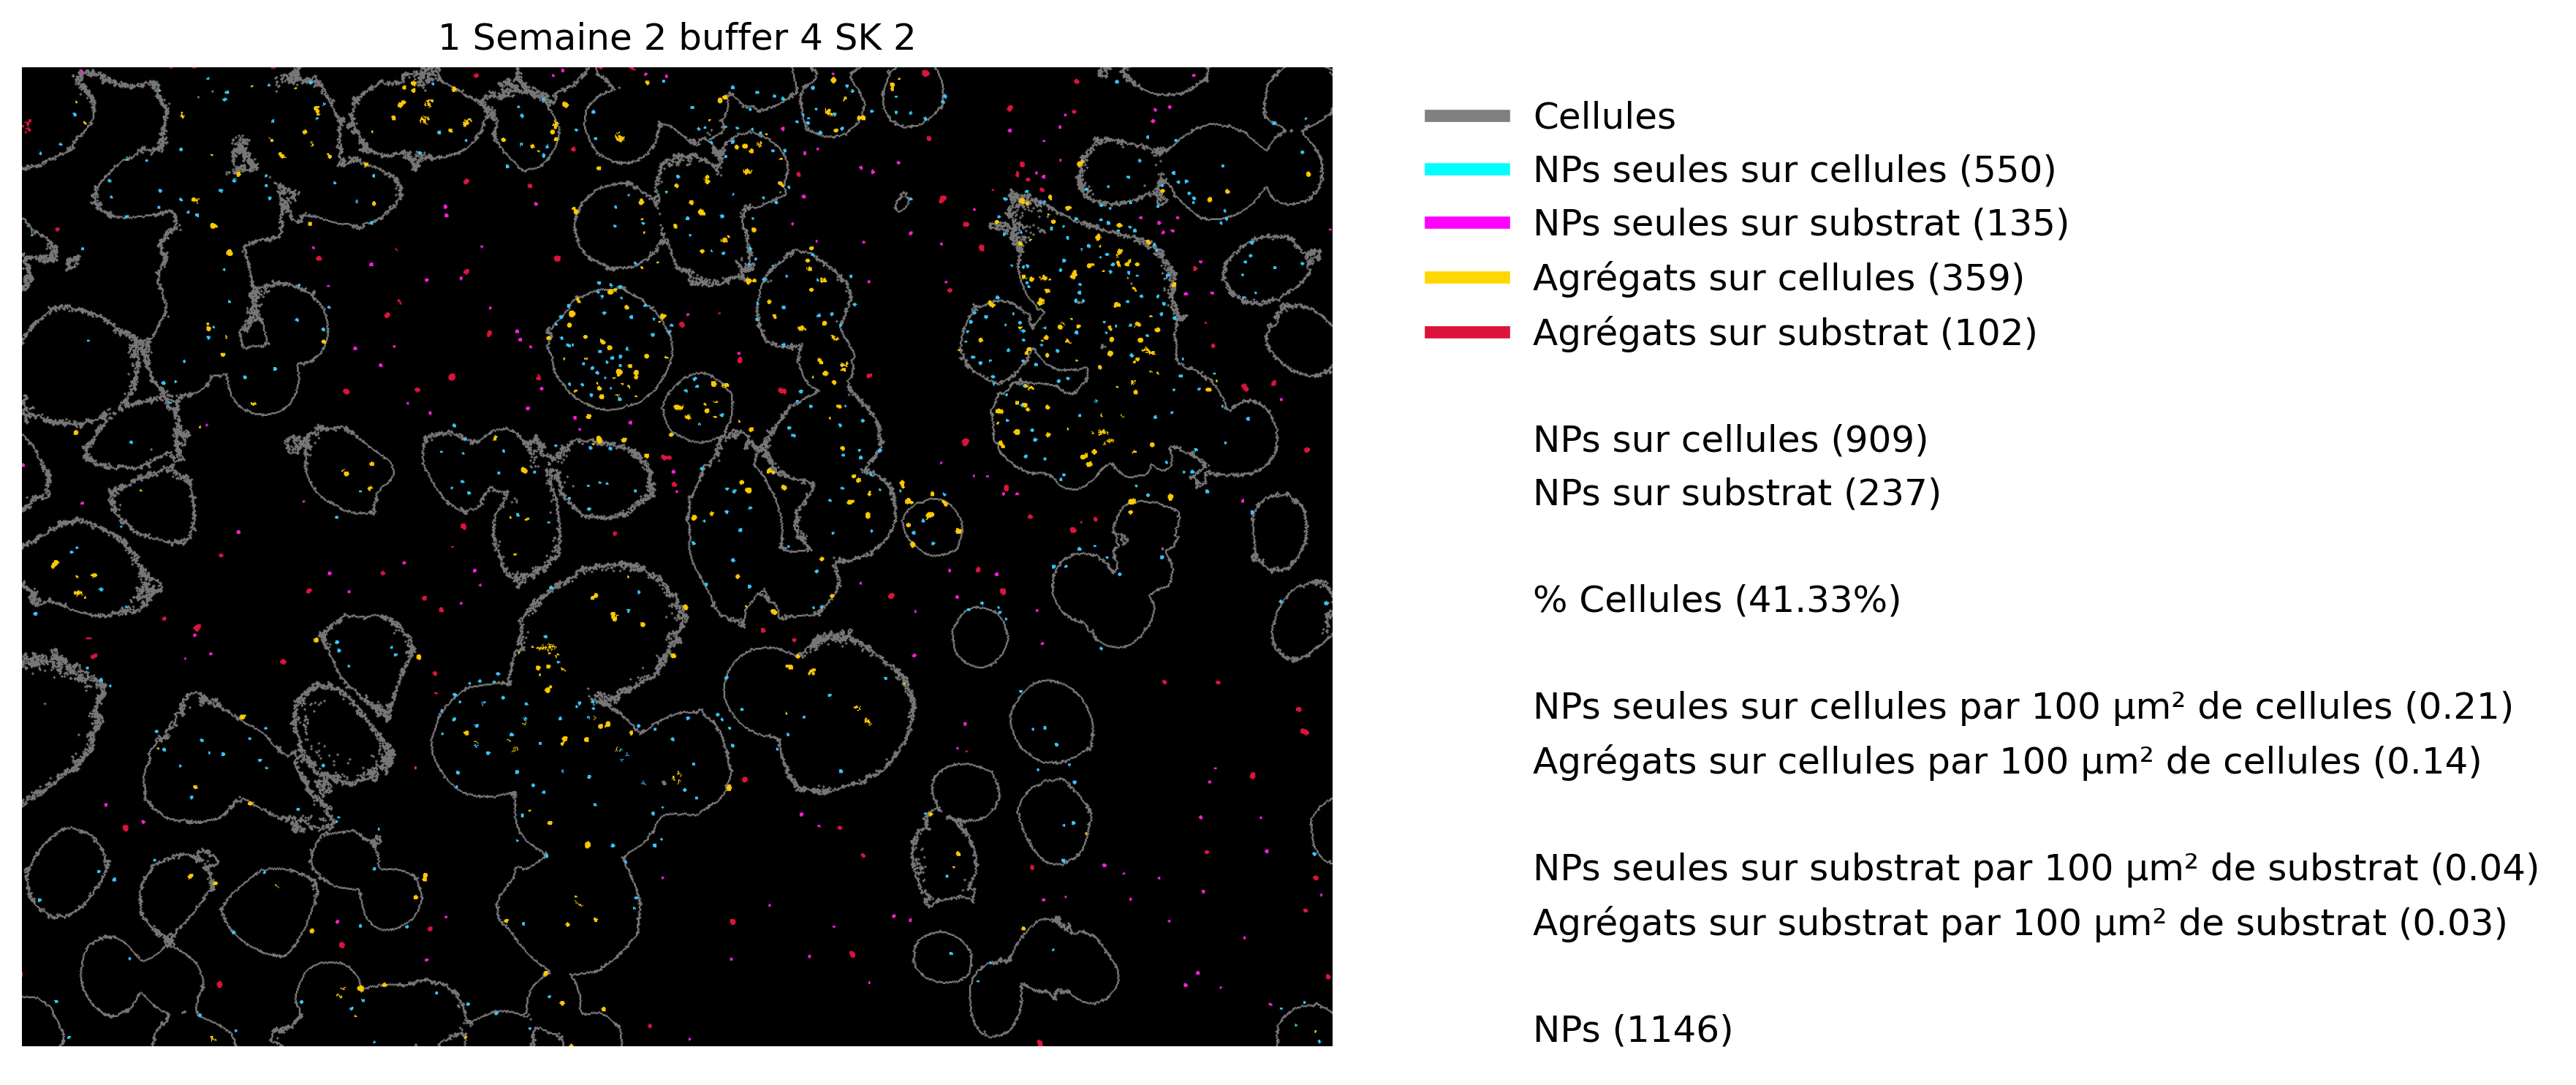 1 Semaine 2 buffer 4 SK 2
Cellules
NPs seules sur cellules (550)
NPs seules sur substrat (135)
Agrégats sur cellules (359)
Agrégats sur substrat (102)
NPs sur cellules (909)
NPs sur substrat (237)
% Cellules (41.33%)
NPs seules sur cellules par 100 µm² de cellules (0.21)
Agrégats sur cellules par 100 µm² de cellules (0.14)
NPs seules sur substrat par 100 µm² de substrat (0.04)
Agrégats sur substrat par 100 µm² de substrat (0.03)
NPs (1146)